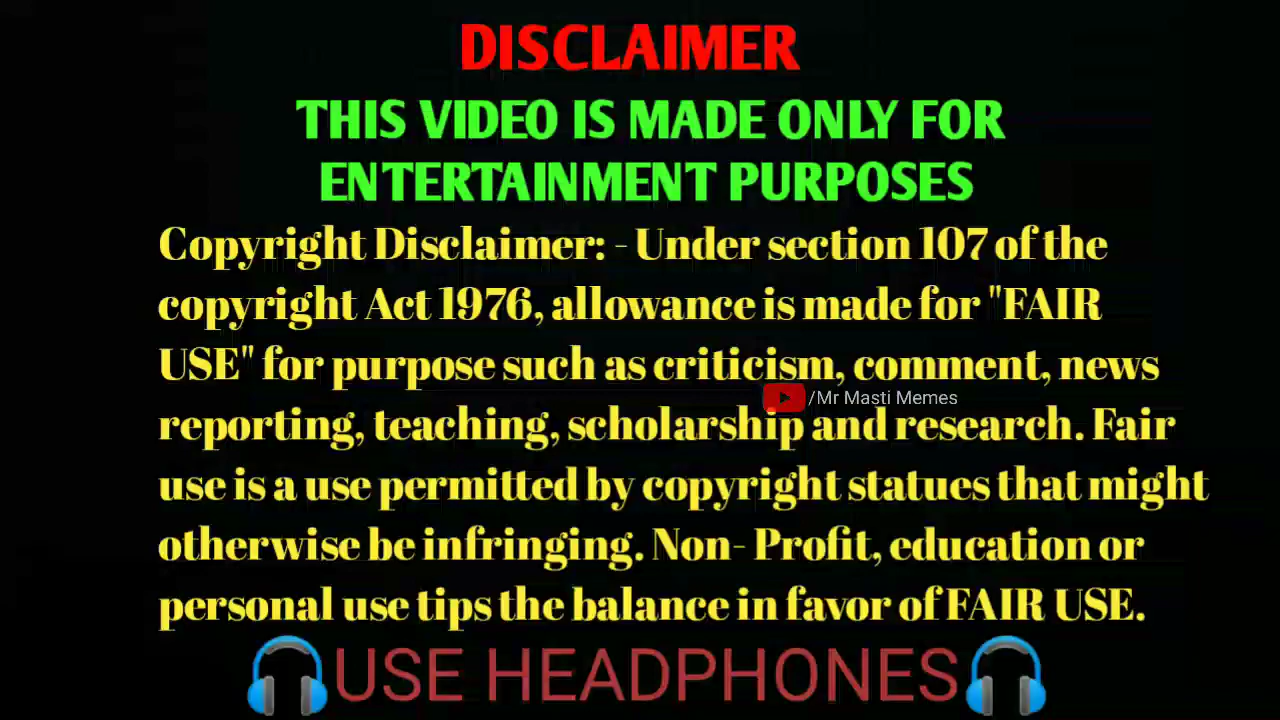 DISCLAIMER
THIS VIDEO IS MADE ONLY FOR
ENTERTAINMENT PURPOSES
Copyright Disclaimer: - Under section 107 of the
copyright Act 1976, allowance is made for "FAIR
USE" for purpose such as criticism, comment, news
/Mr Masti Memes
reporting, teaching, scholarship and research. Fair
use is a use permitted by copyright statues that might
otherwise be infringing. Non- Profit, education or
personal use tips the balance in favor of FAIR USE.
USE HEADPHONES